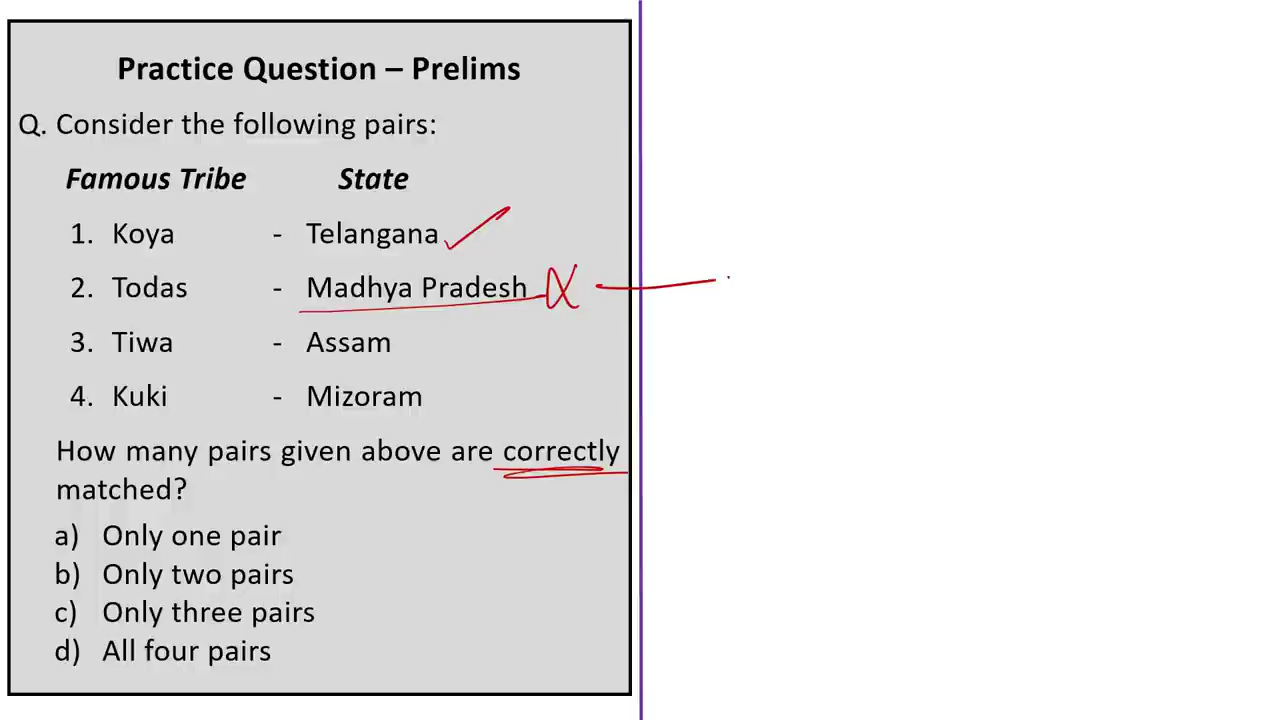 Practice Question – Prelims
Q. Consider the following pairs:
Famous Tribe State
1. Koya - Telangana
2. Todas - Madhya Pradesh
3. Tiwa - Assam
4. Kuki - Mizoram
How many pairs given above are correctly
matched?
a) Only one pair
b) Only two pairs
c) Only three pairs
d) All four pairs